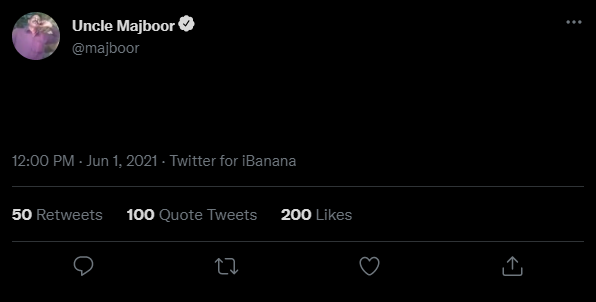 Uncle Majboor
@majboor
12:00 PM · Jun 1, 2021 · Twitter for iBanana
50 Retweets 100 Quote Tweets 200 Likes